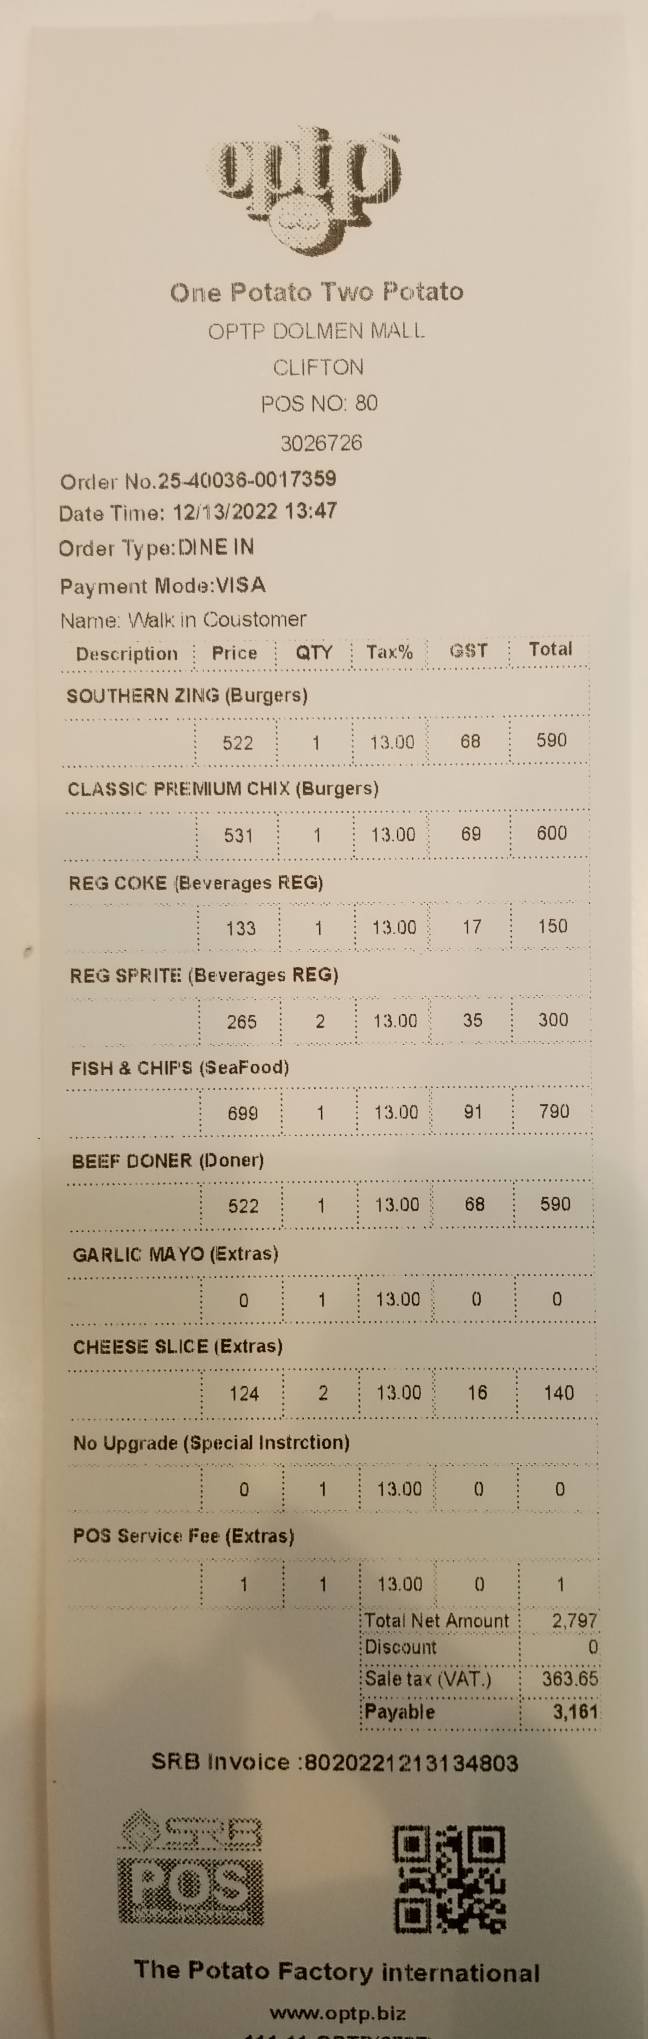 optp
One Potato Two Potato
OPTP DOLMEN MALL
CLIFTON
POS NO: 80
3026726
Order No.25-40036-0017359
Date Time: 12/13/2022 13:47
Order Type:DINE IN
Payment Mode:VISA
Name: Walk in Coustomer
Description Price QTY Tax% GST Total
SOUTHERN ZING (Burgers)
522 1 13.00 68 590
CLASSIC PREMIUM CHIX (Burgers)
531 1 13.00 69 600
REG COKE (Beverages REG)
133 1 13.00 17 150
REG SPRITE (Beverages REG)
265 2 13.00 35 300
FISH & CHIPS (SeaFood)
699 1 13.00 91 790
BEEF DONER (Doner)
522 1 13.00 68 590
GARLIC MAYO (Extras)
0 1 13.00 0 0
CHEESE SLICE (Extras)
124 2 13.00 16 140
No Upgrade (Special Instrction)
0 1 13.00 0 0
POS Service Fee (Extras)
1 1 13.00 0 1
Total Net Amount 2,797
Discount 0
Sale tax (VAT.) 363.65
Payable 3,161
SRB Invoice :8020221213134803
SRB
POS
The Potato Factory international
www.optp.biz